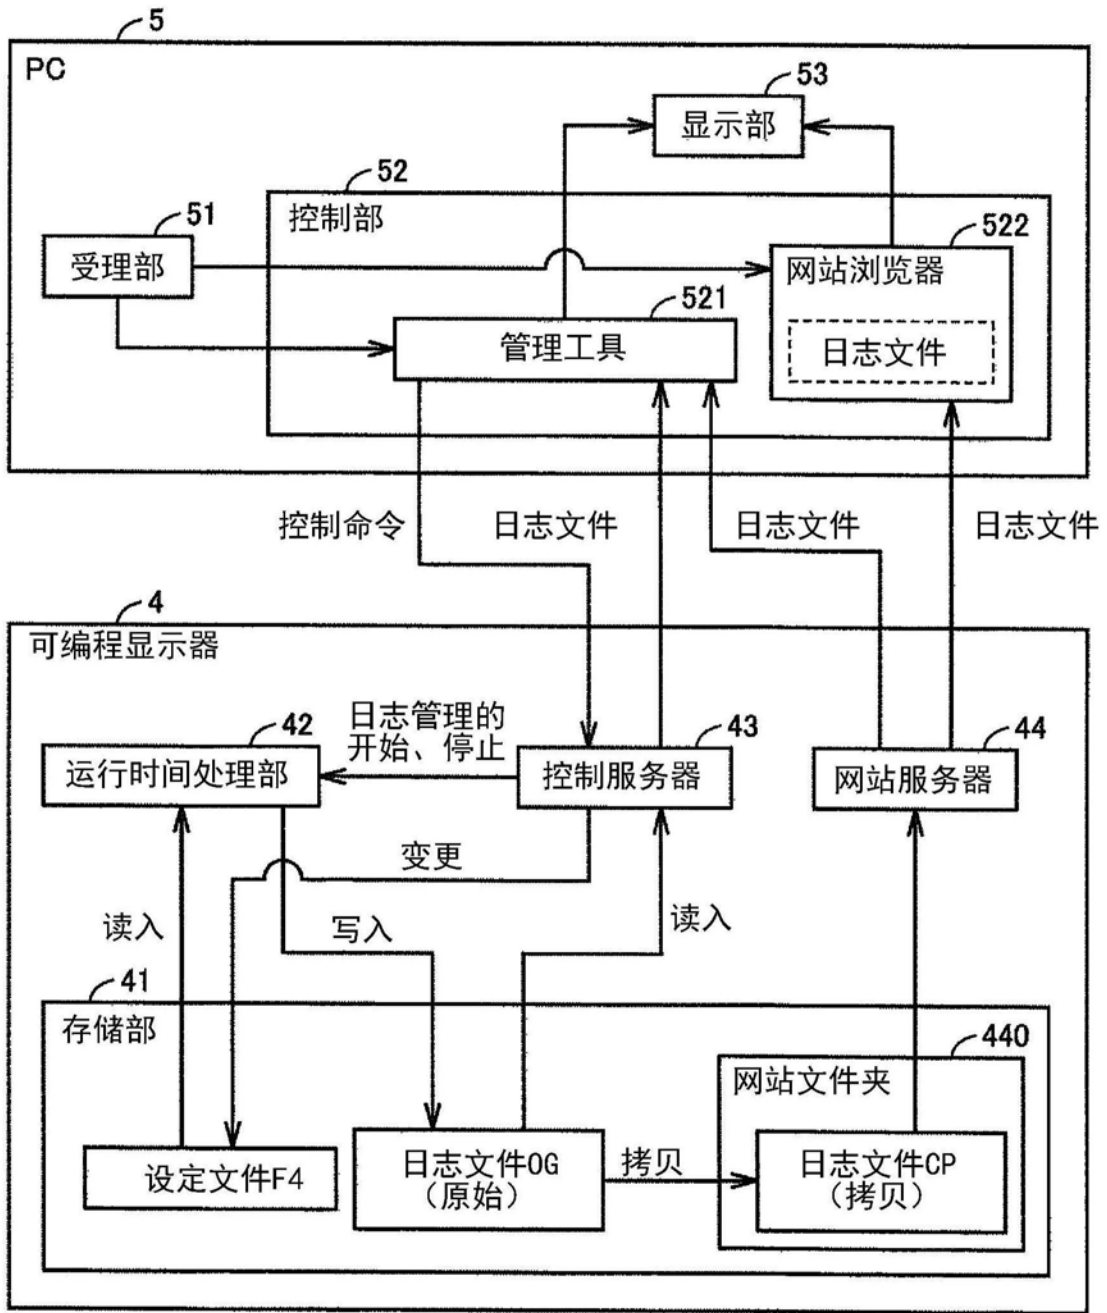 5
PC
53
显示部
52
控制部
51
受理部
522
网站浏览器
日志文件
521
管理工具
控制命令
日志文件
日志文件
日志文件
4
可编程显示器
42
运行时间处理部
日志管理的
开始、停止
43
控制服务器
44
网站服务器
变更
读入
写入
读入
41
存储部
440
网站文件夹
设定文件F4
日志文件OG
（原始）
拷贝
日志文件CP
（拷贝）